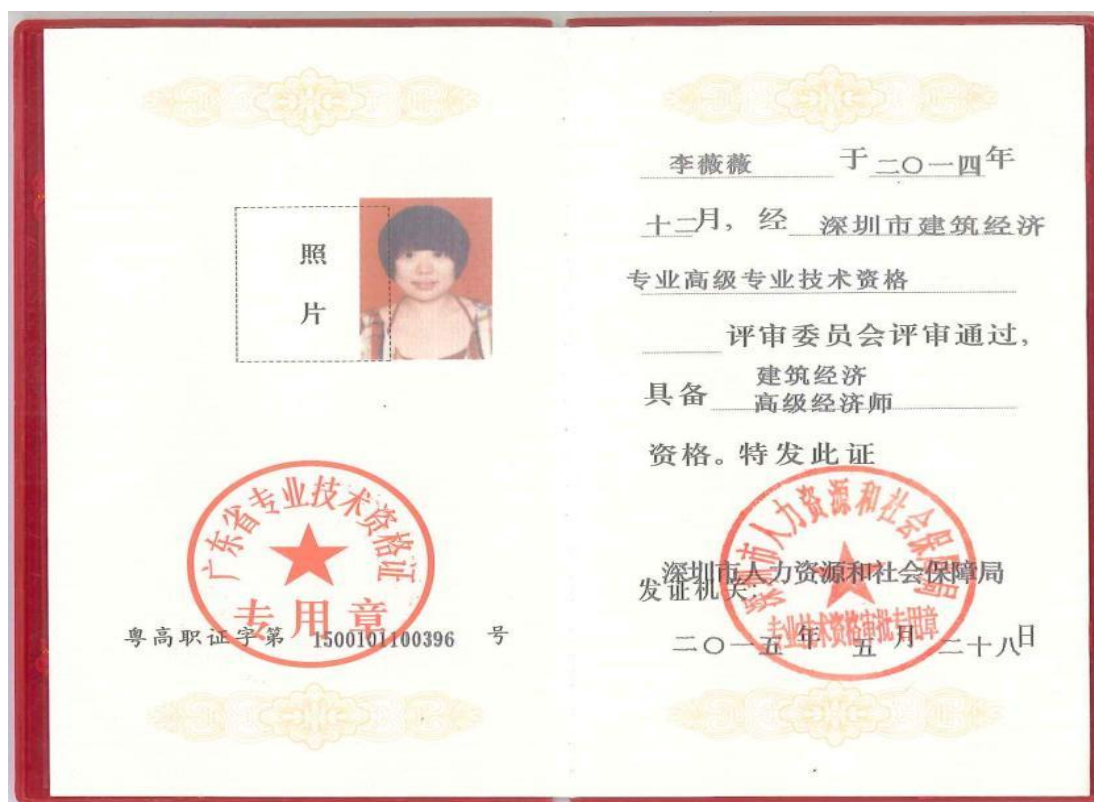 照
片
广东省专业技术资格证
专用章
粤高职证字第 1500101100396 号
李薇薇 于二〇一四年
十二月，经 深圳市建筑经济
专业高级专业技术资格
评审委员会评审通过，
具备 建筑经济
高级经济师
资格。特发此证
深圳市人力资源和社会保障局
专业技术资格审批专用章
深圳市人力资源和社会保障局
发证机关：
二〇一五年 五月 二十八日